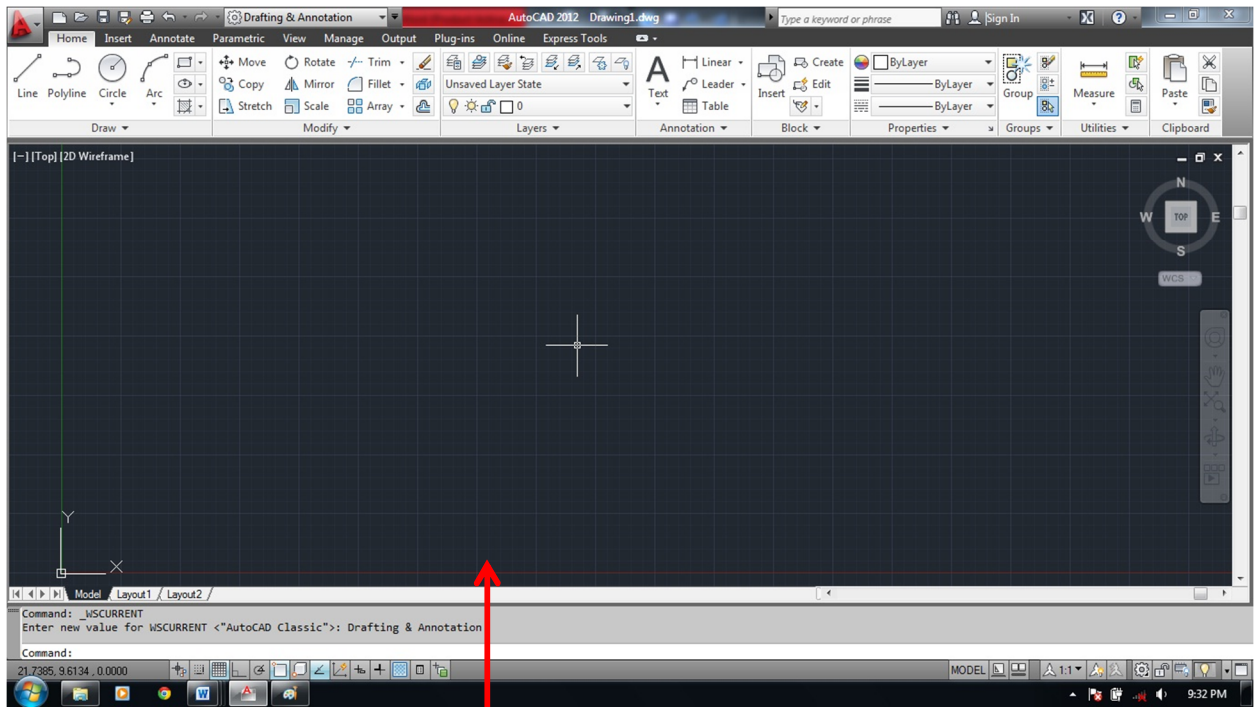 Drafting & Annotation
AutoCAD 2012 Drawing1.dwg
Type a keyword or phrase
Sign In
Home Insert Annotate Parametric View Manage Output Plug-ins Online Express Tools
Line Polyline Circle Arc
Move Rotate Trim
Copy Mirror Fillet
Stretch Scale Array
Unsaved Layer State
0
Text
Linear
Leader
Table
Insert
Create
Edit
ByLayer
ByLayer
ByLayer
Group
Measure
Paste
Draw Modify Layers Annotation Block Properties Groups Utilities Clipboard
[−][Top][2D Wireframe]
N
W TOP E
S
WCS
Y
X
Model Layout1 Layout2
Command: _WSCURRENT
Enter new value for WSCURRENT <"AutoCAD Classic">: Drafting & Annotation
Command:
21.7385, 9.6134 , 0.0000
MODEL 1:1
9:32 PM